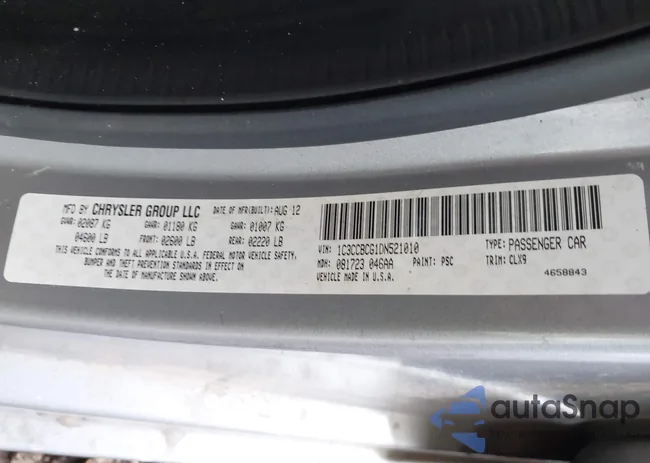 MFD BY CHRYSLER GROUP LLC DATE OF MFR(BUILT): AUG 12
GVWR: 02087 KG GAWR: 01180 KG GAWR: 01007 KG
04600 LB FRONT: 02600 LB REAR: 02220 LB
THIS VEHICLE CONFORMS TO ALL APPLICABLE U.S.A. FEDERAL MOTOR VEHICLE SAFETY,
BUMPER AND THEFT PREVENTION STANDARDS IN EFFECT ON
THE DATE OF MANUFACTURE SHOWN ABOVE.
VIN: 1C3CCBCG1DN521010 TYPE: PASSENGER CAR
MDH: 081723 046AA PAINT: PSC TRIM: CLX9
VEHICLE MADE IN U.S.A. 4658843
autoSnap